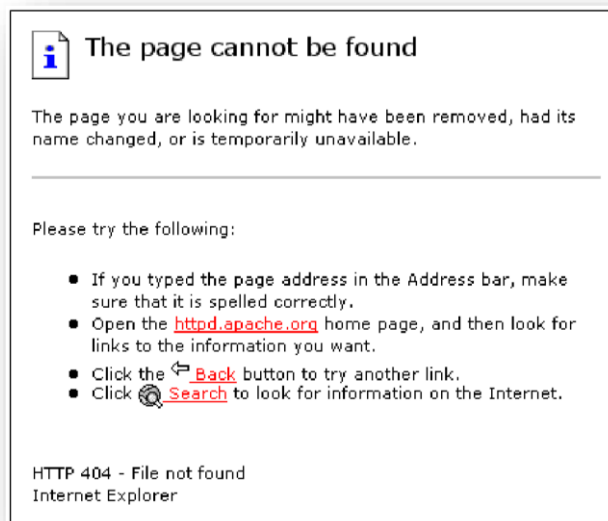 The page cannot be found
The page you are looking for might have been removed, had its
name changed, or is temporarily unavailable.
Please try the following:
If you typed the page address in the Address bar, make
sure that it is spelled correctly.
Open the httpd.apache.org home page, and then look for
links to the information you want.
Click the Back button to try another link.
Click Search to look for information on the Internet.
HTTP 404 - File not found
Internet Explorer